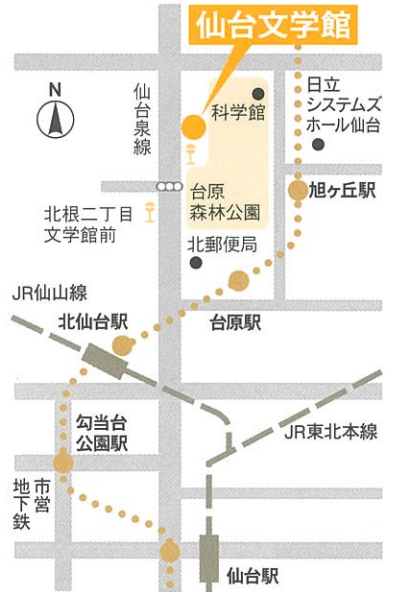 仙台文学館
N
仙台泉線
科学館
日立
システムズ
ホール仙台
台原
森林公園
旭ヶ丘駅
北根二丁目
文学館前
北郵便局
JR仙山線
北仙台駅
台原駅
勾当台
公園駅
JR東北本線
市営
地下鉄
仙台駅